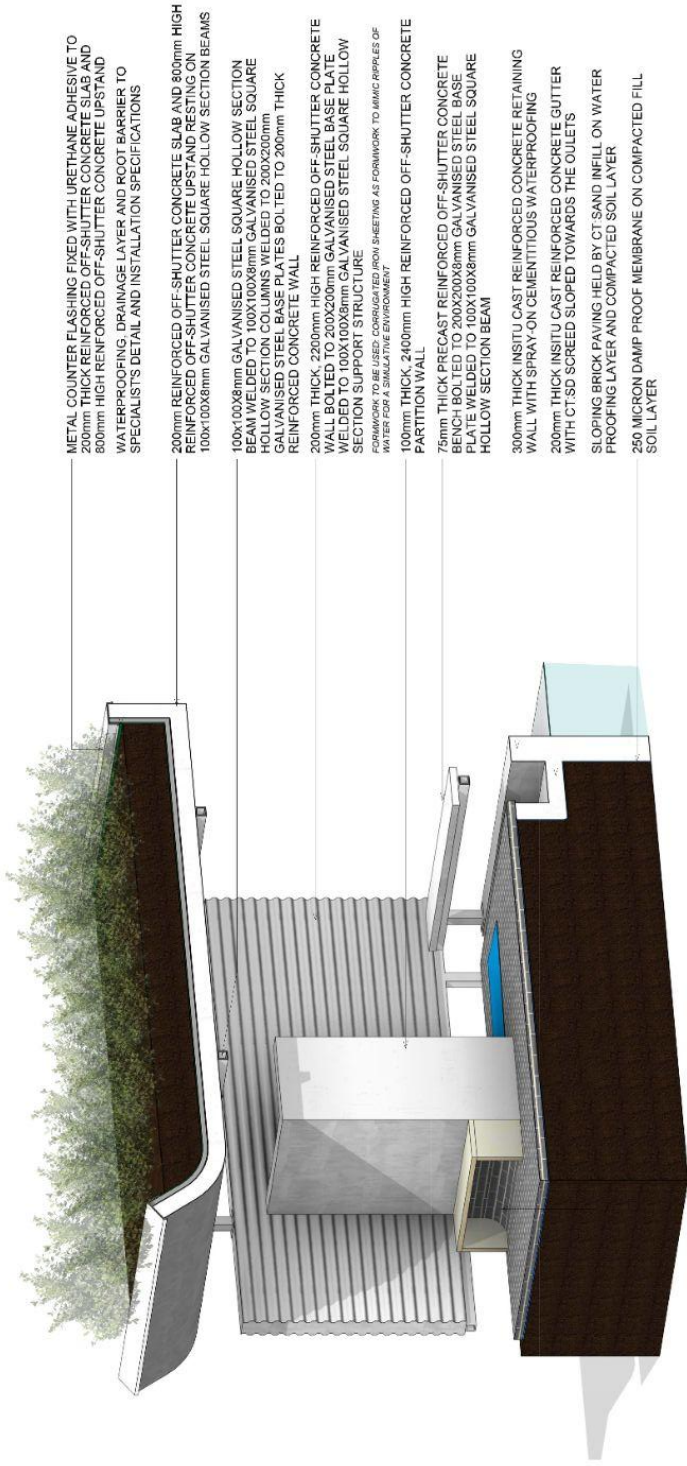 METAL COUNTER FLASHING FIXED WITH URETHANE ADHESIVE TO
200mm THICK REINFORCED OFF-SHUTTER CONCRETE SLAB AND
800mm HIGH RENFORCED OFF-SHUTTER CONCRETE UPSTAND
WATERPROOFING, DRAINAGE LAYER AND ROOT BARRIER TO
SPECIALIST'S DETAIL AND INSTALLATION SPECIFICATIONS
200mm REINFORCED OFF-SHUTTER CONCRETE SLAB AND 800mm HIGH
REINFORCED OFF-SHUTTER CONCRETE UPSTAND RESTING ON
100x100X8mm GALVANISED STEEL SQUARE HOLLOW SECTION BEAMS
100x100X8mm GALVANISED STEEL SQUARE HOLLOW SECTION
BEAM WELDED TO 100X100X8mm GALVANISED STEEL SQUARE
HOLLOW SECTION COLUMNS WELDED TO 200X200mm
GALVANISED STEEL BASE PLATES BOLTED TO 200mm THICK
REINFORCED CONCRETE WALL
200mm THICK, 2200mm HIGH REINFORCED OFF-SHUTTER CONCRETE
WALL BOLTED TO 200X200mm GALVANISED STEEL BASE PLATE
WELDED TO 100X100X8mm GALVANISED STEEL SQUARE HOLLOW
SECTION SUPPORT STRUCTURE
FORMWORK TO BE USED: CORRUGATED IRON SHEETING AS FORMWORK TO MIMIC RIPPLES OF
WATER FOR A SIMULATIVE ENVIRONMENT
100mm THICK, 2400mm HIGH REINFORCED OFF-SHUTTER CONCRETE
PARTITION WALL
75mm THICK PRECAST REINFORCED OFF-SHUTTER CONCRETE
BENCH BOLTED TO 200X200X8mm GALVANISED STEEL BASE
PLATE WELDED TO 100X100X8mm GALVANISED STEEL SQUARE
HOLLOW SECTION BEAM
300mm THICK INSITU CAST REINFORCED CONCRETE RETAINING
WALL WITH SPRAY-ON CEMENTITIOUS WATERPROOFING
200mm THICK INSITU CAST REINFORCED CONCRETE GUTTER
WITH CT:SD SCREED SLOPED TOWARDS THE OULETS
SLOPING BRICK PAVING HELD BY CT:SAND INFILL ON WATER
PROOFING LAYER AND COMPACTED SOIL LAYER
250 MICRON DAMP PROOF MEMBRANE ON COMPACTED FILL
SOIL LAYER